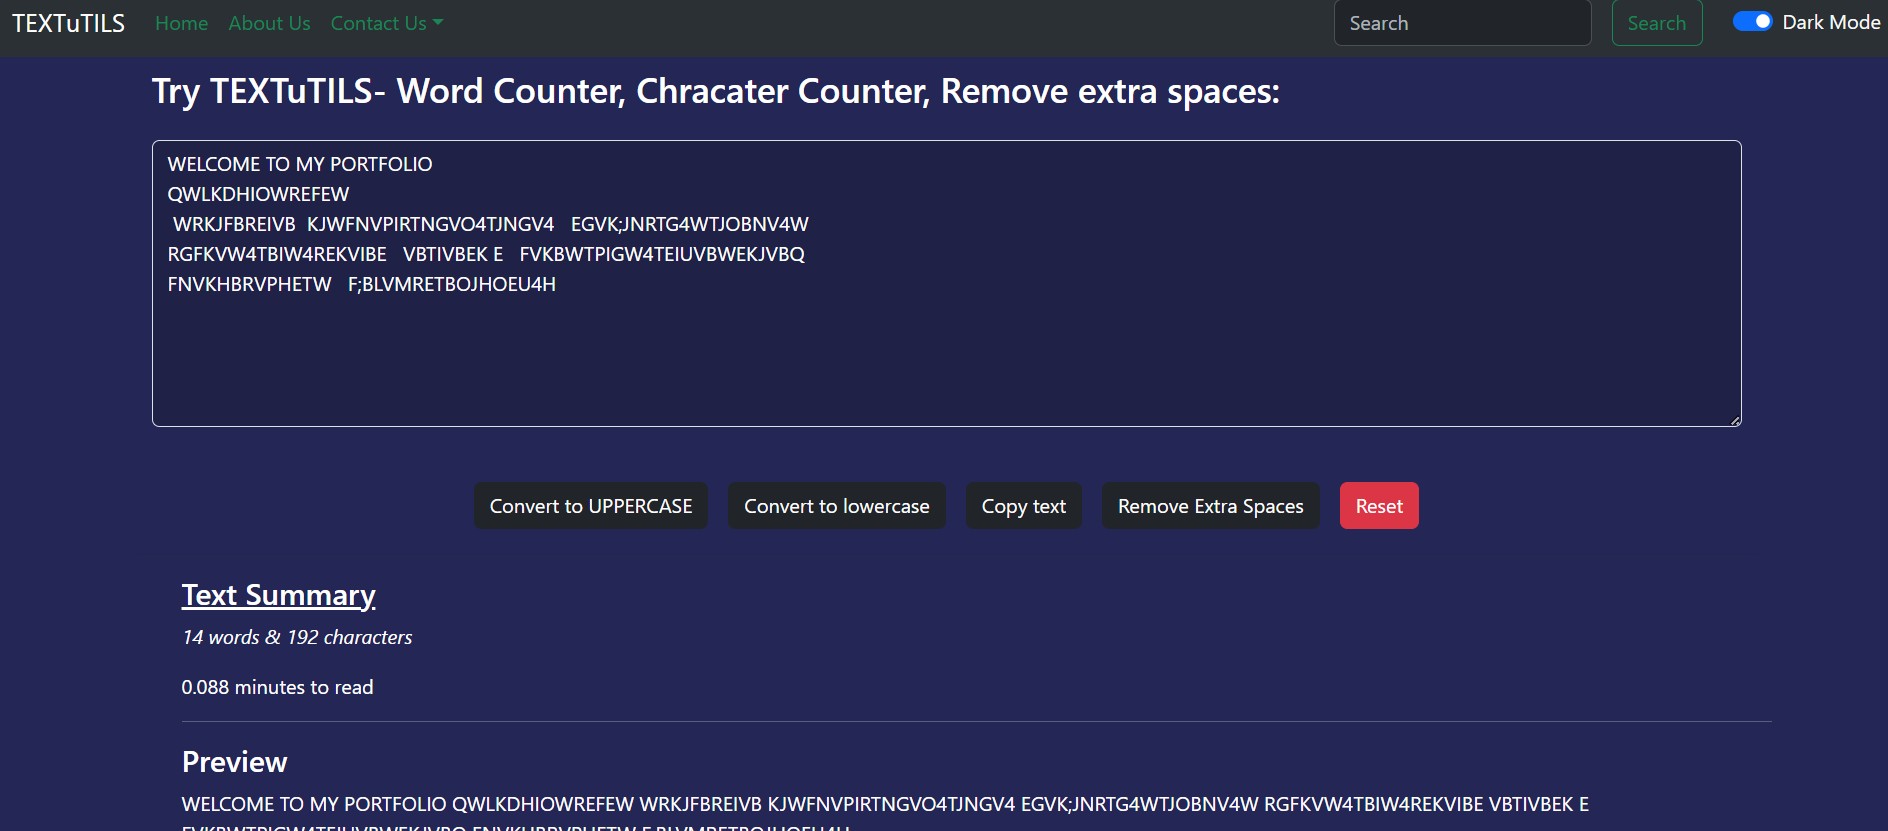 TEXTuTILS Home About Us Contact Us Search Search Dark Mode
Try TEXTuTILS- Word Counter, Chracater Counter, Remove extra spaces:
WELCOME TO MY PORTFOLIO
QWLKDHIOWREFEW
WRKJFBREIVB KJWFNVPIRTNGVO4TJNGV4 EGVK;JNRTG4WTJOBNV4W
RGFKVW4TBIW4REKVIBE VBTIVBEK E FVKBWTPIGW4TEIUVBWEKJVBQ
FNVKHBRVPHETW F;BLVMRETBOJHOEU4H
Convert to UPPERCASE Convert to lowercase Copy text Remove Extra Spaces Reset
Text Summary
14 words & 192 characters
0.088 minutes to read
Preview
WELCOME TO MY PORTFOLIO QWLKDHIOWREFEW WRKJFBREIVB KJWFNVPIRTNGVO4TJNGV4 EGVK;JNRTG4WTJOBNV4W RGFKVW4TBIW4REKVIBE VBTIVBEK E
FVKBWTPIGW4TEIUVBWEKJVBQ FNVKHBRVPHETW F;BLVMRETBOJHOEU4H